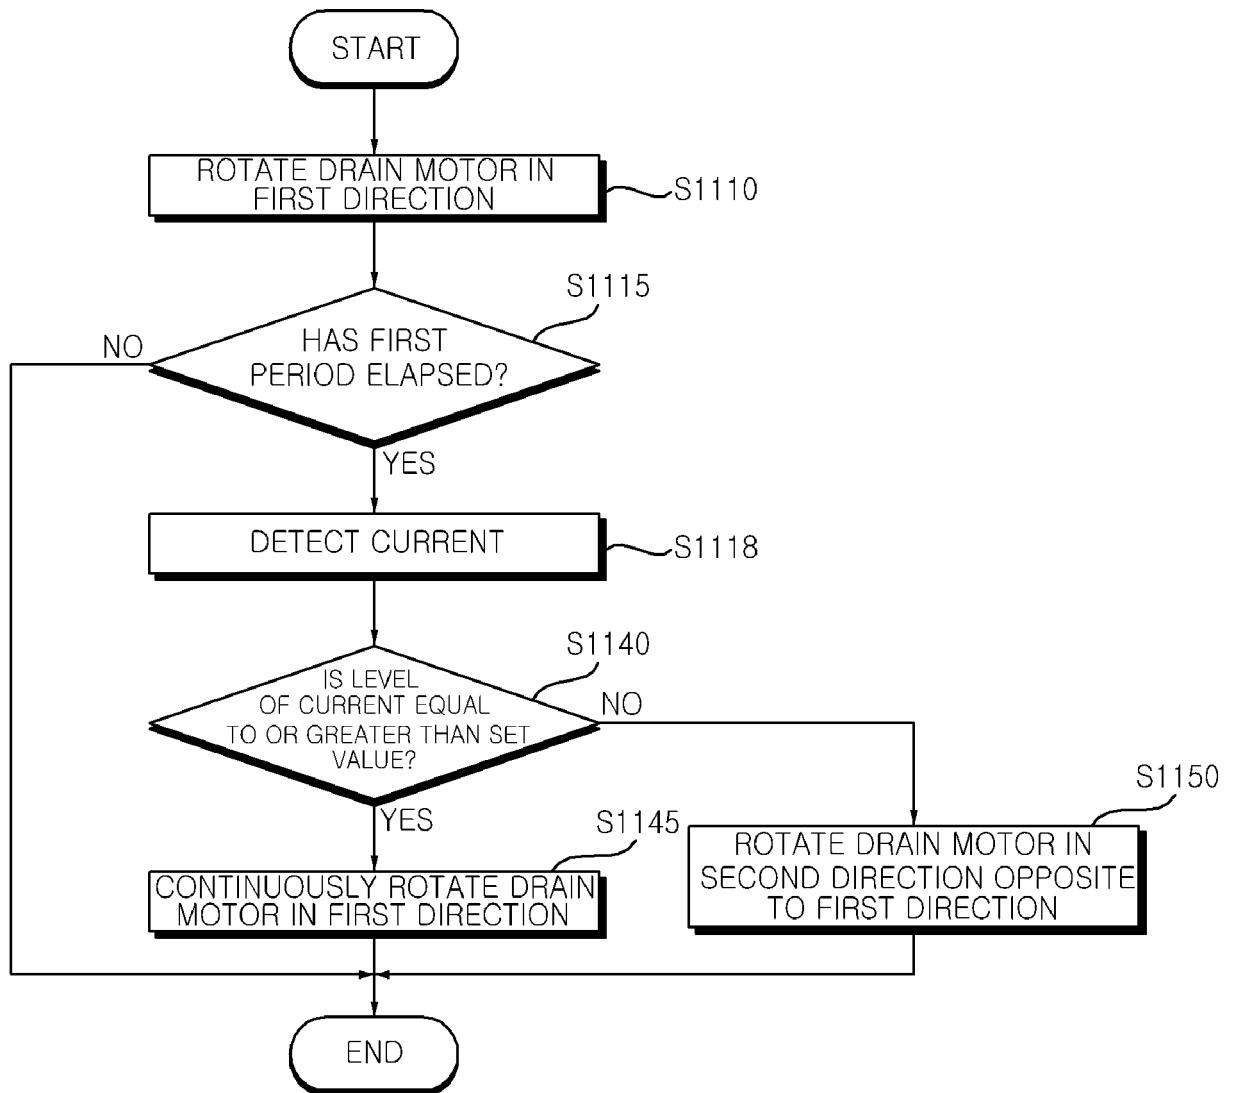 START
ROTATE DRAIN MOTOR IN
FIRST DIRECTION
S1110
S1115
HAS FIRST
PERIOD ELAPSED?
NO
YES
DETECT CURRENT
S1118
S1140
IS LEVEL
OF CURRENT EQUAL
TO OR GREATER THAN SET
VALUE?
NO
YES
S1145
CONTINUOUSLY ROTATE DRAIN
MOTOR IN FIRST DIRECTION
S1150
ROTATE DRAIN MOTOR IN
SECOND DIRECTION OPPOSITE
TO FIRST DIRECTION
END